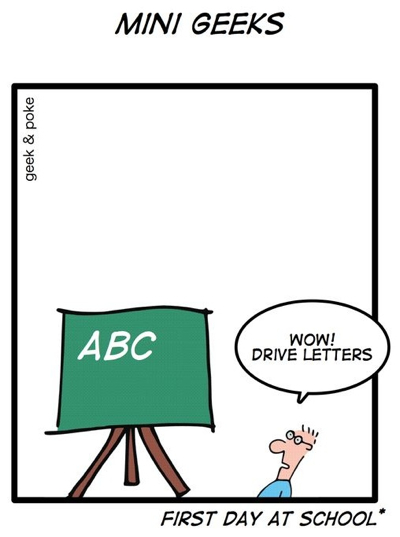 MINI GEEKS
geek & poke
ABC
WOW!
DRIVE LETTERS
FIRST DAY AT SCHOOL*